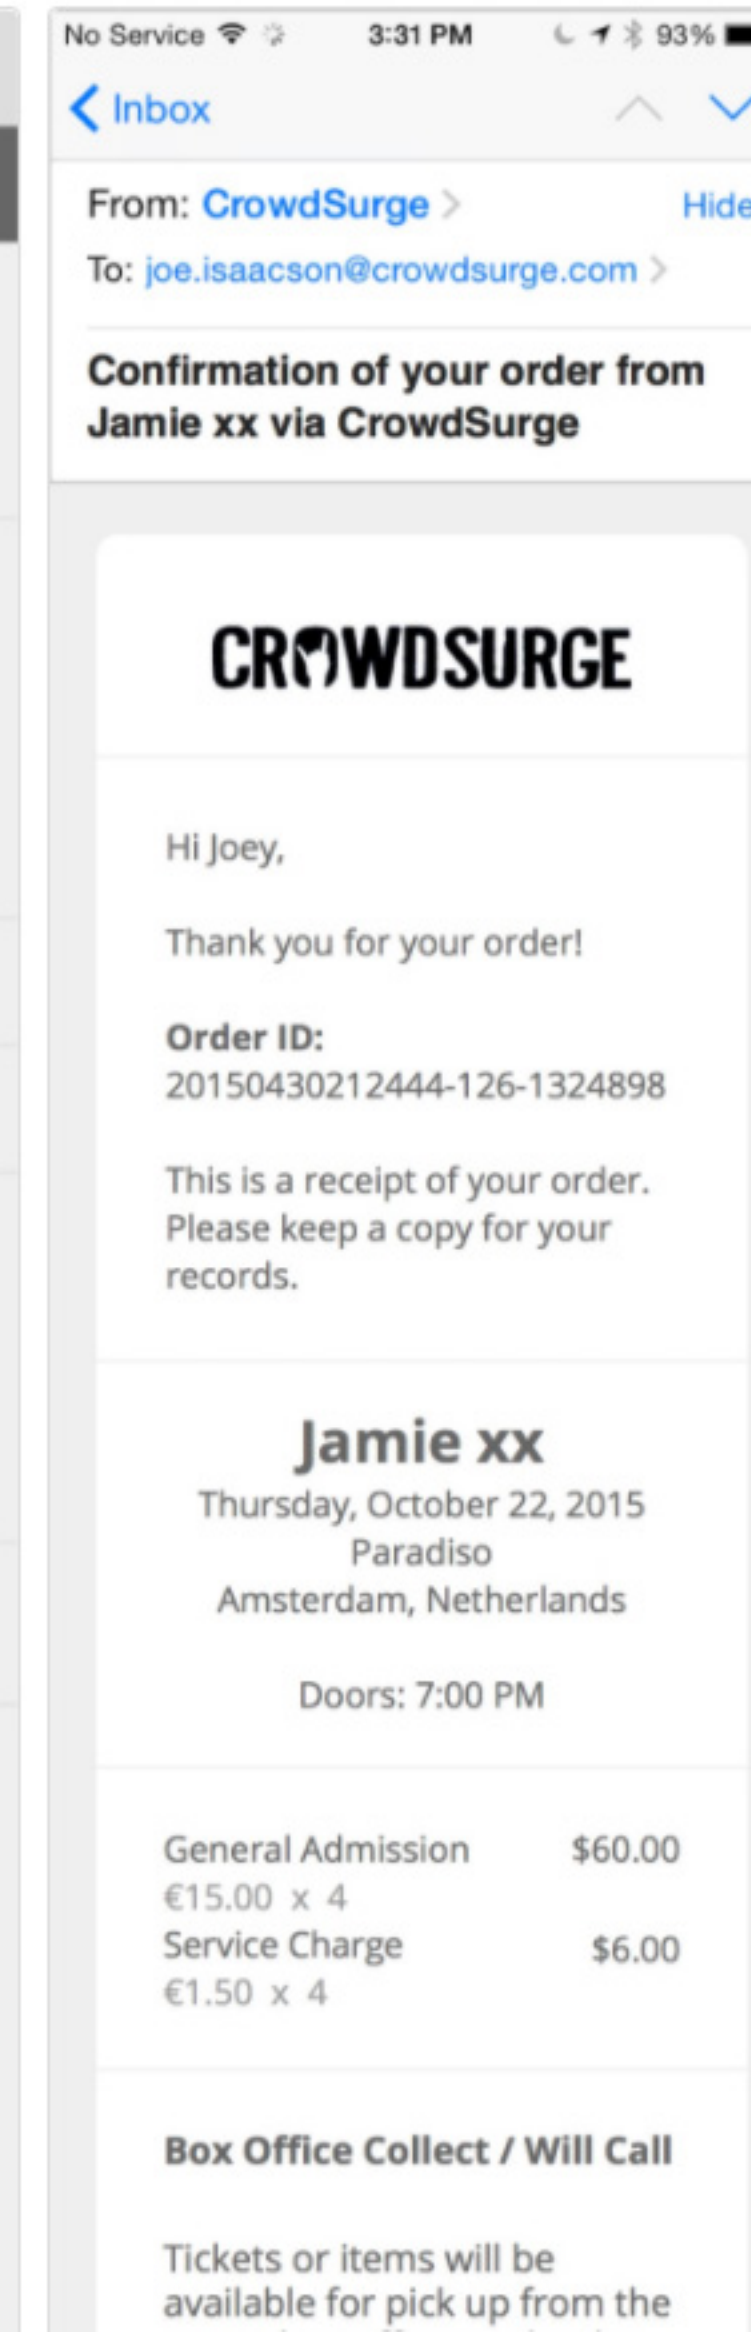 No Service 3:31 PM 93%
Inbox
From: CrowdSurge Hide
To: joe.isaacson@crowdsurge.com
Confirmation of your order from
Jamie xx via CrowdSurge
CROWDSURGE
Hi Joey,
Thank you for your order!
Order ID:
20150430212444-126-1324898
This is a receipt of your order.
Please keep a copy for your
records.
Jamie xx
Thursday, October 22, 2015
Paradiso
Amsterdam, Netherlands
Doors: 7:00 PM
General Admission $60.00
€15.00 x 4
Service Charge $6.00
€1.50 x 4
Box Office Collect / Will Call
Tickets or items will be
available for pick up from the